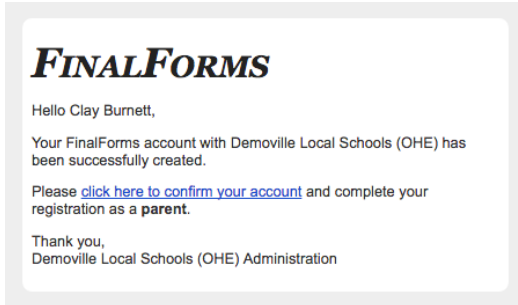 FINALFORMS
Hello Clay Burnett,
Your FinalForms account with Demoville Local Schools (OHE) has
been successfully created.
Please click here to confirm your account and complete your
registration as a parent.
Thank you,
Demoville Local Schools (OHE) Administration